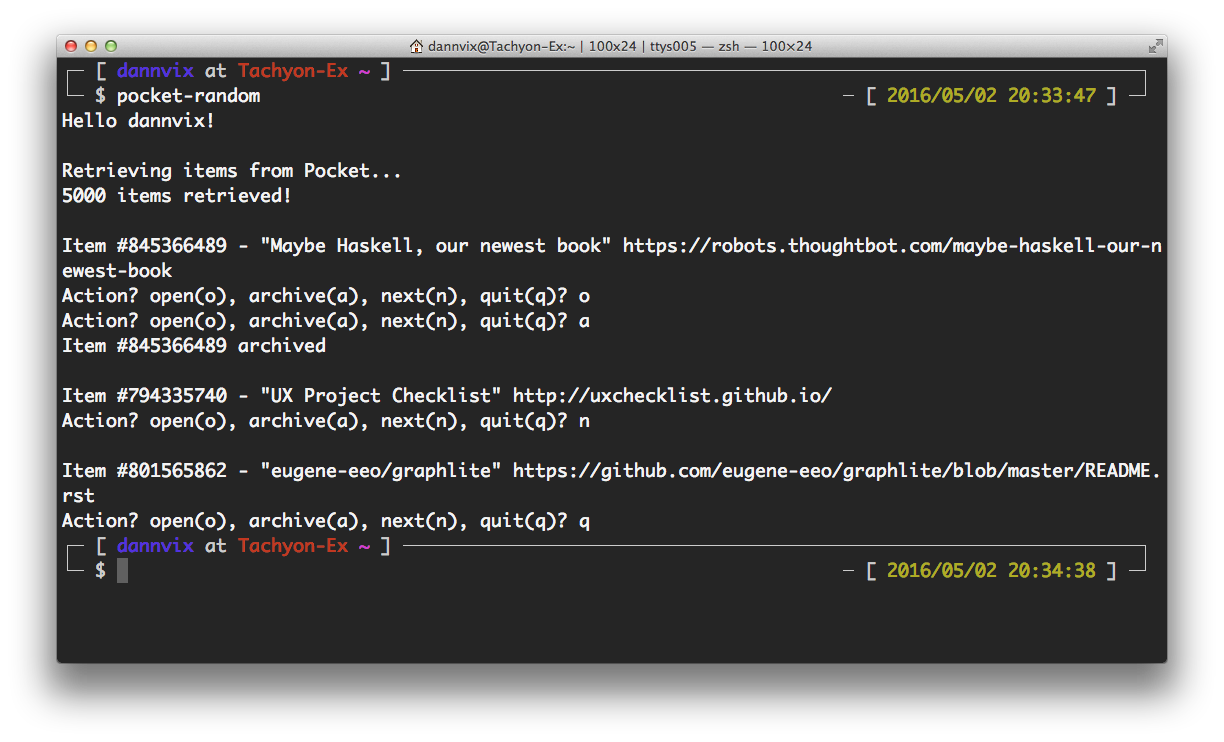 dannvix@Tachyon-Ex:~ | 100x24 | ttys005 — zsh — 100×24
[ dannvix at Tachyon-Ex ~ ]
$ pocket-random — [ 2016/05/02 20:33:47 ]
Hello dannvix!
Retrieving items from Pocket...
5000 items retrieved!
Item #845366489 - "Maybe Haskell, our newest book" https://robots.thoughtbot.com/maybe-haskell-our-n
ewest-book
Action? open(o), archive(a), next(n), quit(q)? o
Action? open(o), archive(a), next(n), quit(q)? a
Item #845366489 archived
Item #794335740 - "UX Project Checklist" http://uxchecklist.github.io/
Action? open(o), archive(a), next(n), quit(q)? n
Item #801565862 - "eugene-eeo/graphlite" https://github.com/eugene-eeo/graphlite/blob/master/README.
rst
Action? open(o), archive(a), next(n), quit(q)? q
[ dannvix at Tachyon-Ex ~ ]
$ — [ 2016/05/02 20:34:38 ]